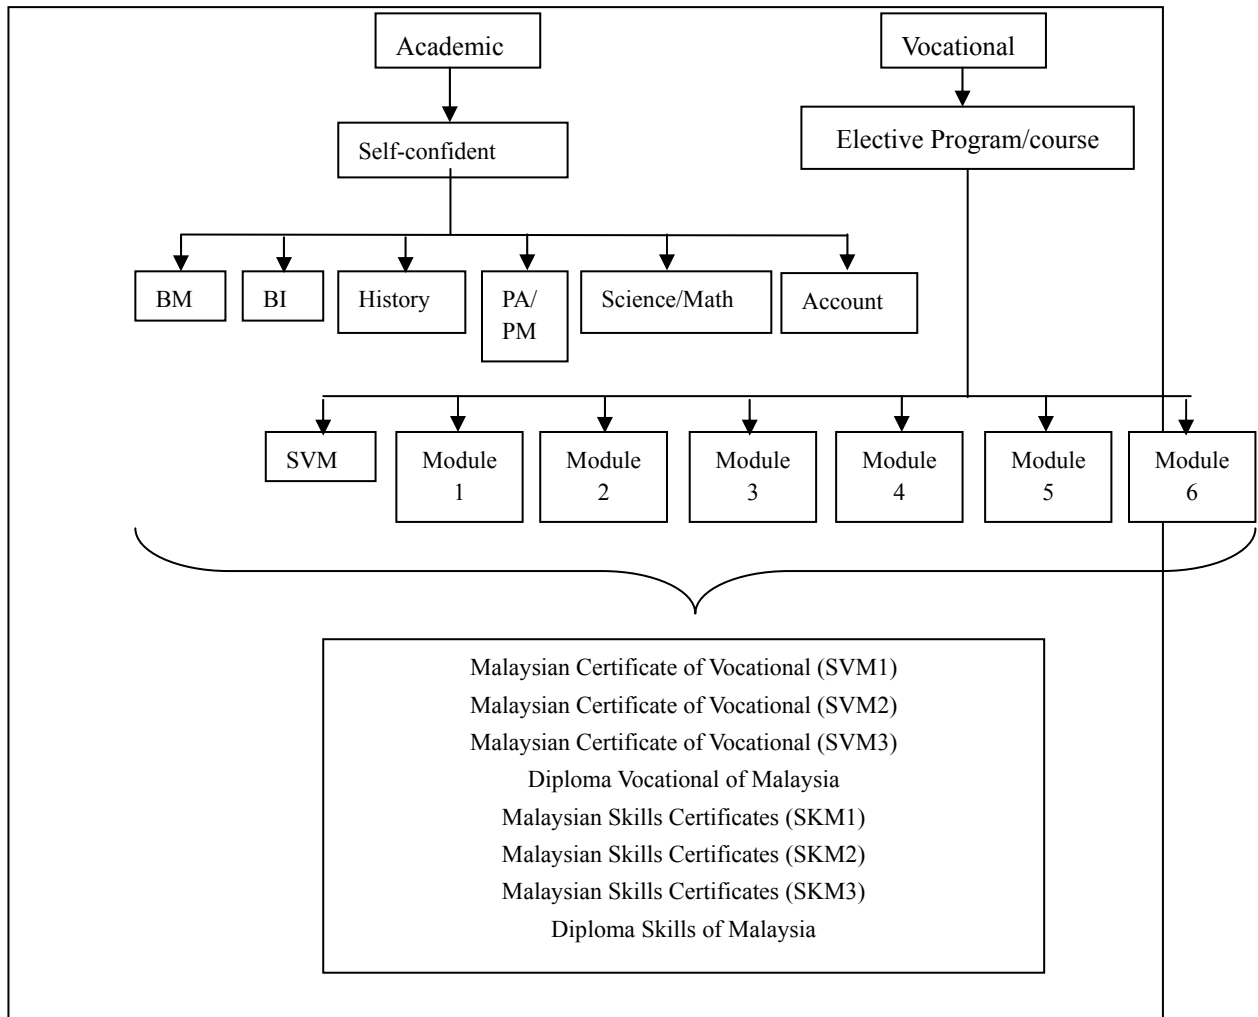 Academic
Vocational
Self-confident
Elective Program/course
BM
BI
History
PA/
PM
Science/Math
Account
SVM
Module
1
Module
2
Module
3
Module
4
Module
5
Module
6
Malaysian Certificate of Vocational (SVM1)
Malaysian Certificate of Vocational (SVM2)
Malaysian Certificate of Vocational (SVM3)
Diploma Vocational of Malaysia
Malaysian Skills Certificates (SKM1)
Malaysian Skills Certificates (SKM2)
Malaysian Skills Certificates (SKM3)
Diploma Skills of Malaysia